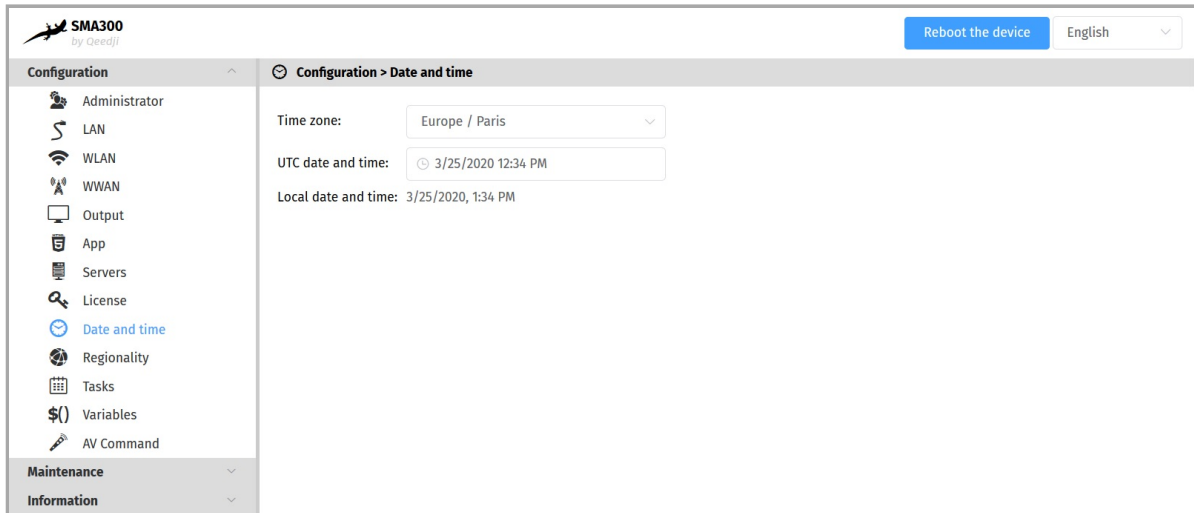 SMA300
by Qeedji
Reboot the device
English
Configuration
Administrator
LAN
WLAN
WWAN
Output
App
Servers
License
Date and time
Regionality
Tasks
$() Variables
AV Command
Maintenance
Information
Configuration > Date and time
Time zone: Europe / Paris
UTC date and time: 3/25/2020 12:34 PM
Local date and time: 3/25/2020, 1:34 PM